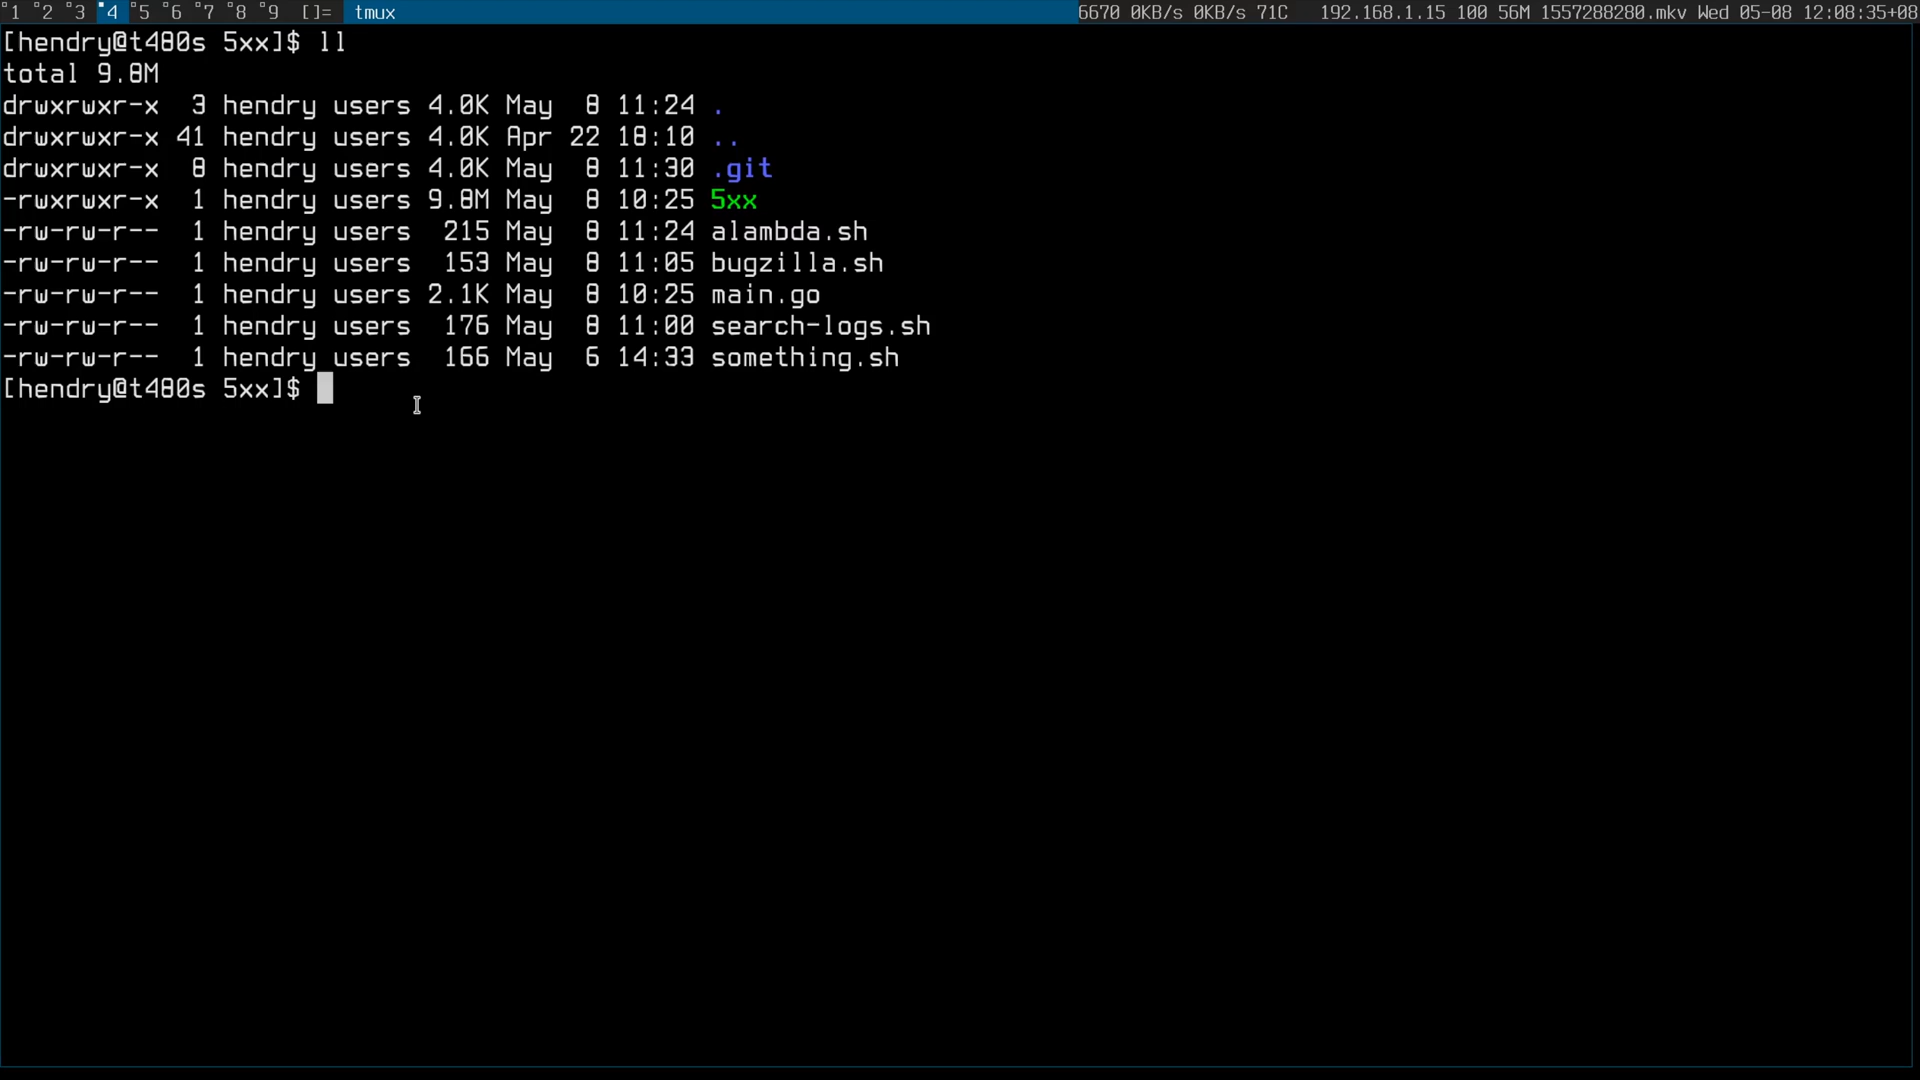 1 2 3 4 5 6 7 8 9 []= tmux 6670 0KB/s 0KB/s 71C 192.168.1.15 100 56M 1557288280.mkv Wed 05-08 12:08:35+08
[hendry@t480s 5xx]$ ll
total 9.8M
drwxrwxr-x  3 hendry users 4.0K May  8 11:24 .
drwxrwxr-x 41 hendry users 4.0K Apr 22 18:10 ..
drwxrwxr-x  8 hendry users 4.0K May  8 11:30 .git
-rwxrwxr-x  1 hendry users 9.8M May  8 10:25 5xx
-rw-rw-r--  1 hendry users  215 May  8 11:24 alambda.sh
-rw-rw-r--  1 hendry users  153 May  8 11:05 bugzilla.sh
-rw-rw-r--  1 hendry users 2.1K May  8 10:25 main.go
-rw-rw-r--  1 hendry users  176 May  8 11:00 search-logs.sh
-rw-rw-r--  1 hendry users  166 May  6 14:33 something.sh
[hendry@t480s 5xx]$